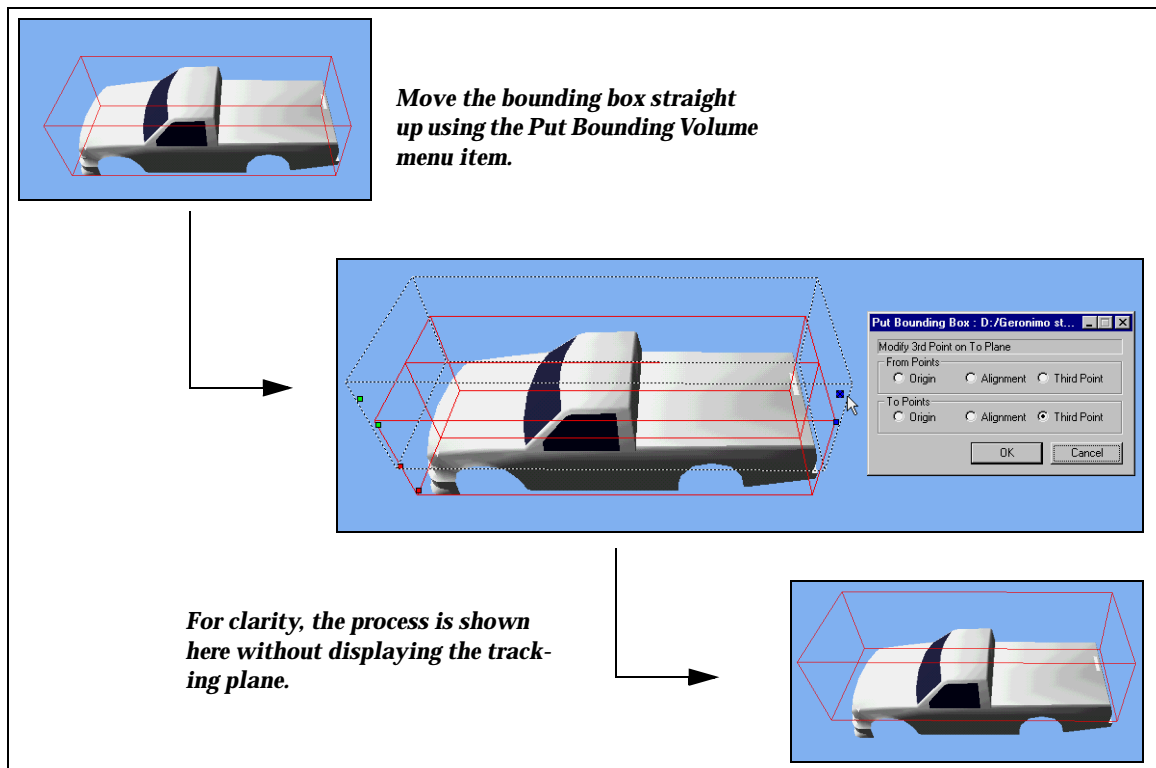 Move the bounding box straight
up using the Put Bounding Volume
menu item.
Put Bounding Box : D:/Geronimo st...
Modify 3rd Point on To Plane
From Points
Origin Alignment Third Point
To Points
Origin Alignment Third Point
OK Cancel
For clarity, the process is shown
here without displaying the track-
ing plane.